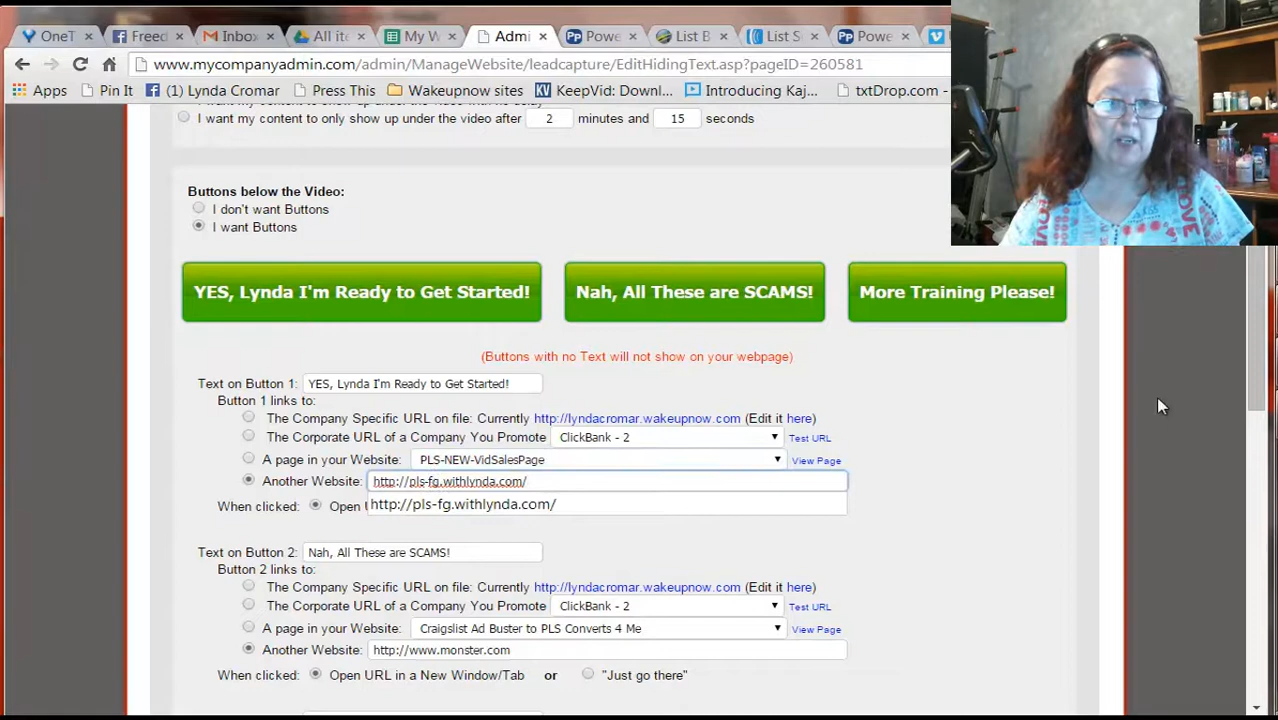 OneT
Freed
Inbox
All ite
My W
Admi
Powe
List B
List S
Powe
www.mycompanyadmin.com/admin/ManageWebsite/leadcapture/EditHidingText.asp?pageID=260581
Apps
Pin It
(1) Lynda Cromar
Press This
Wakeupnow sites
KeepVid: Downl...
Introducing Kaj...
txtDrop.com -
I want my content to only show up under the video after 2 minutes and 15 seconds
Buttons below the Video:
I don't want Buttons
I want Buttons
YES, Lynda I'm Ready to Get Started!
Nah, All These are SCAMS!
More Training Please!
(Buttons with no Text will not show on your webpage)
Text on Button 1: YES, Lynda I'm Ready to Get Started!
Button 1 links to:
The Company Specific URL on file: Currently http://lyndacromar.wakeupnow.com (Edit it here)
The Corporate URL of a Company You Promote ClickBank - 2 Test URL
A page in your Website: PLS-NEW-VidSalesPage View Page
Another Website: http://pls-fg.withlynda.com/
When clicked: Open http://pls-fg.withlynda.com/
Text on Button 2: Nah, All These are SCAMS!
Button 2 links to:
The Company Specific URL on file: Currently http://lyndacromar.wakeupnow.com (Edit it here)
The Corporate URL of a Company You Promote ClickBank - 2 Test URL
A page in your Website: Craigslist Ad Buster to PLS Converts 4 Me View Page
Another Website: http://www.monster.com
When clicked: Open URL in a New Window/Tab or "Just go there"